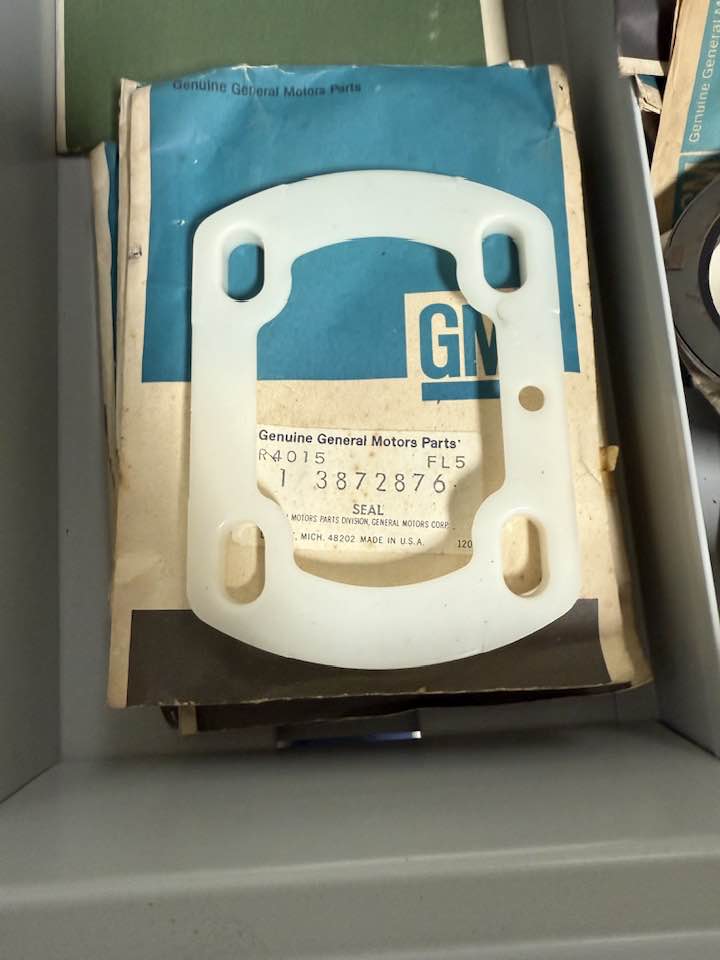 Genuine General Motors Parts
Genuine General M
GM
Genuine General Motors Parts
R4015 FL5
1 3872876
SEAL
MOTORS PARTS DIVISION, GENERAL MOTORS CORP
MICH. 48202 MADE IN U.S.A. 120